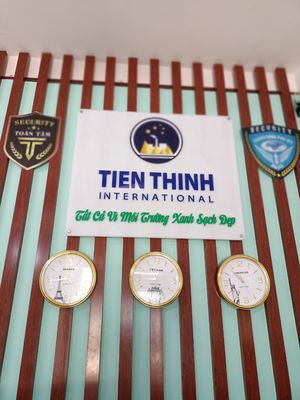 SECURITY
TOÀN TÂM
TIEN THINH
INTERNATIONAL
Tất Cả Vì Môi Trường Xanh Sạch Đẹp
SECURITY